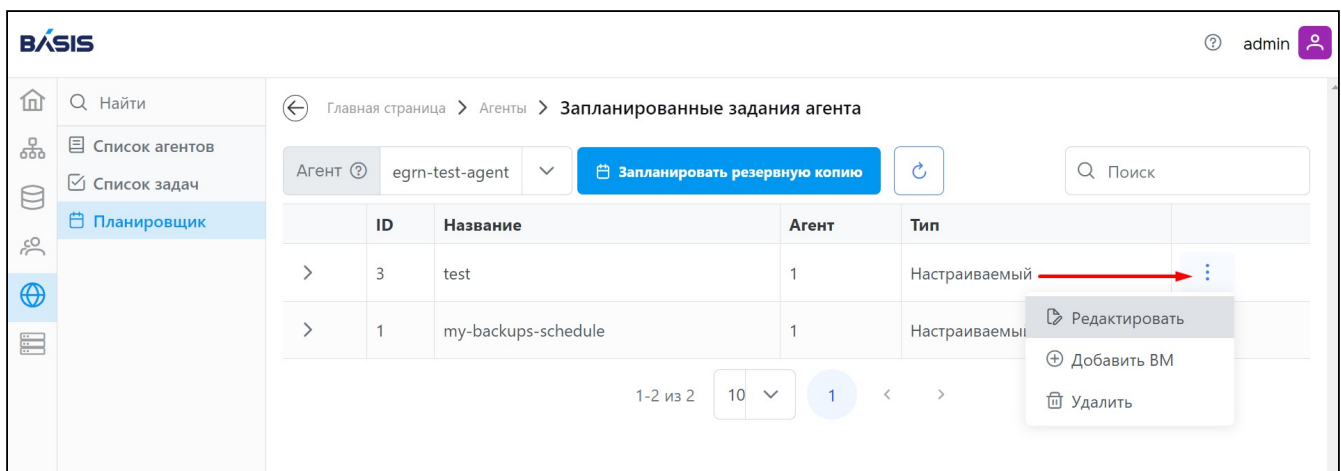 BASIS
admin
Найти
Список агентов
Список задач
Планировщик
Главная страница > Агенты > Запланированные задания агента
Агент ? egrn-test-agent Запланировать резервную копию Поиск
ID Название Агент Тип
3 test 1 Настраиваемый
1 my-backups-schedule 1 Настраиваемый
Редактировать
Добавить ВМ
Удалить
1-2 из 2 10 1 < >